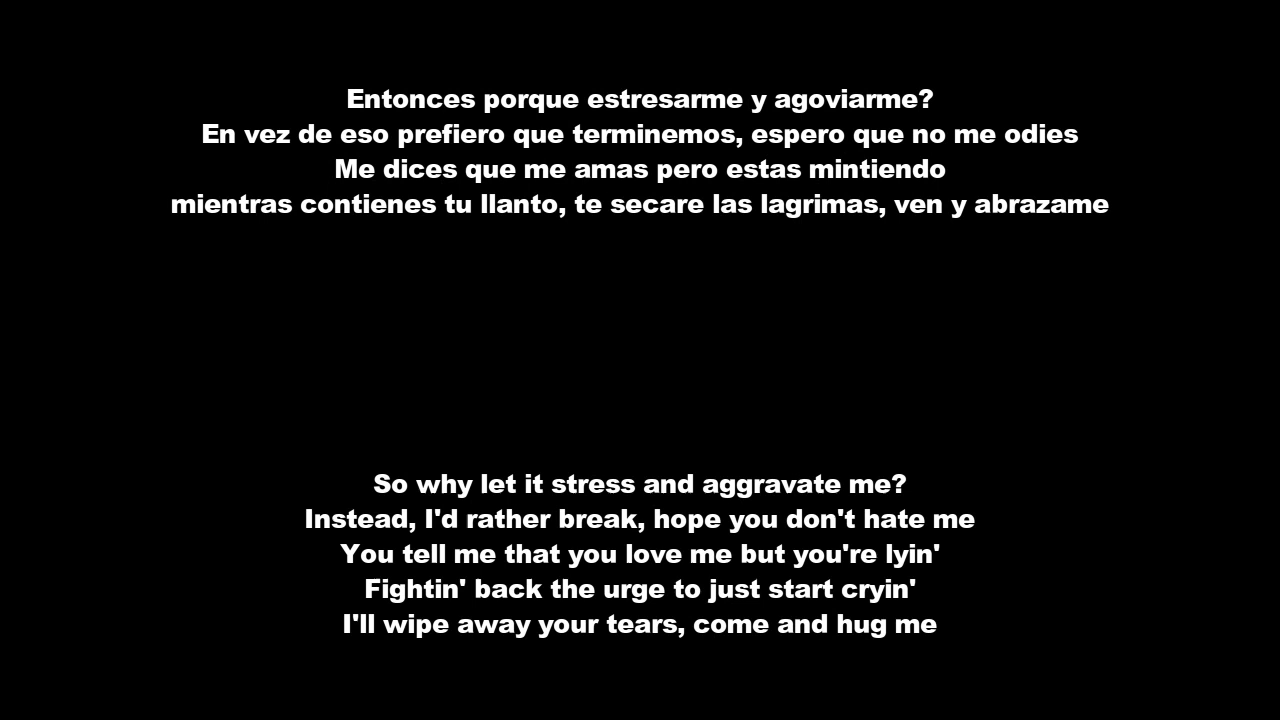 Entonces porque estresarme y agoviarme?
En vez de eso prefiero que terminemos, espero que no me odies
Me dices que me amas pero estas mintiendo
mientras contienes tu llanto, te secare las lagrimas, ven y abrazame
So why let it stress and aggravate me?
Instead, I'd rather break, hope you don't hate me
You tell me that you love me but you're lyin'
Fightin' back the urge to just start cryin'
I'll wipe away your tears, come and hug me